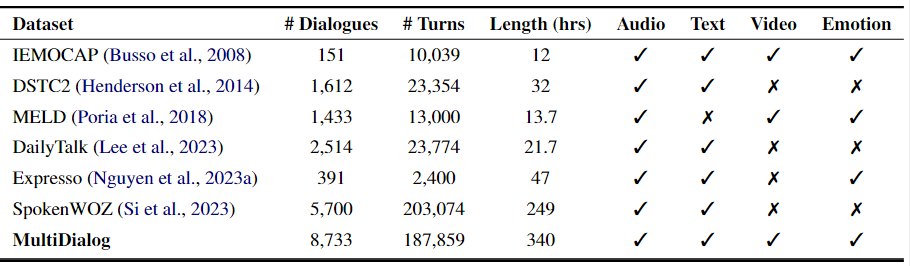 Dataset # Dialogues # Turns Length (hrs) Audio Text Video Emotion
IEMOCAP (Busso et al., 2008) 151 10,039 12 ✓ ✓ ✓ ✓
DSTC2 (Henderson et al., 2014) 1,612 23,354 32 ✓ ✓ ✗ ✗
MELD (Poria et al., 2018) 1,433 13,000 13.7 ✓ ✗ ✓ ✓
DailyTalk (Lee et al., 2023) 2,514 23,774 21.7 ✓ ✓ ✗ ✗
Expresso (Nguyen et al., 2023a) 391 2,400 47 ✓ ✓ ✗ ✓
SpokenWOZ (Si et al., 2023) 5,700 203,074 249 ✓ ✓ ✗ ✗
MultiDialog 8,733 187,859 340 ✓ ✓ ✓ ✓